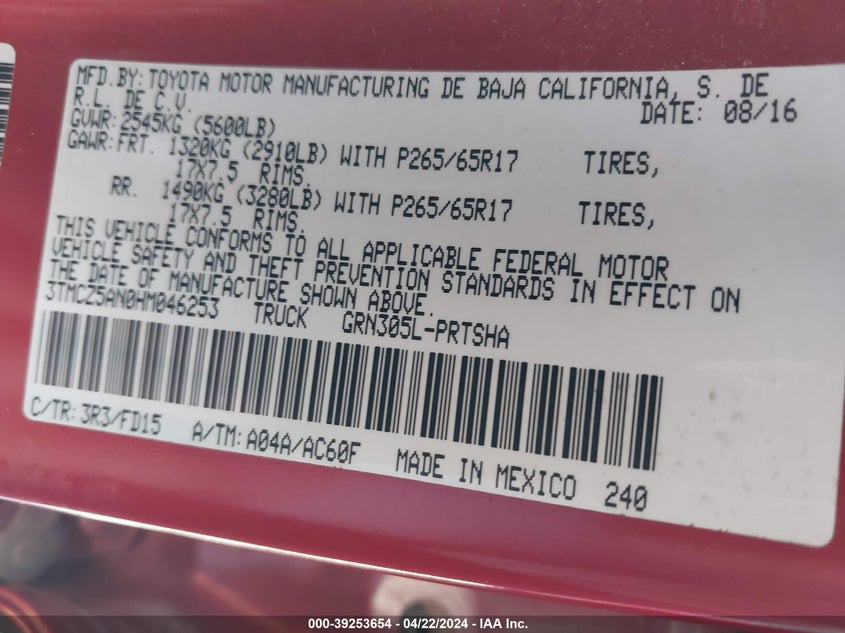 MFD.BY:TOYOTA MOTOR MANUFACTURING DE BAJA CALIFORNIA, S. DE
R.L. DE C.V. DATE: 08/16
GVWR:2545KG (5600LB)
GAWR:FRT. 1320KG (2910LB) WITH P265/65R17 TIRES,
17X7.5 RIMS.
RR. 1490KG (3280LB) WITH P265/65R17 TIRES,
17X7.5 RIMS.
THIS VEHICLE CONFORMS TO ALL APPLICABLE FEDERAL MOTOR
VEHICLE SAFETY AND THEFT PREVENTION STANDARDS IN EFFECT ON
THE DATE OF MANUFACTURE SHOWN ABOVE.
3TMCZ5AN0HM046253 TRUCK GRN305L-PRTSHA
C/TR:3R3/FD15 A/TM:A04A/AC60F MADE IN MEXICO 240
000-39253654 / 04/22/2024 - IAA Inc.